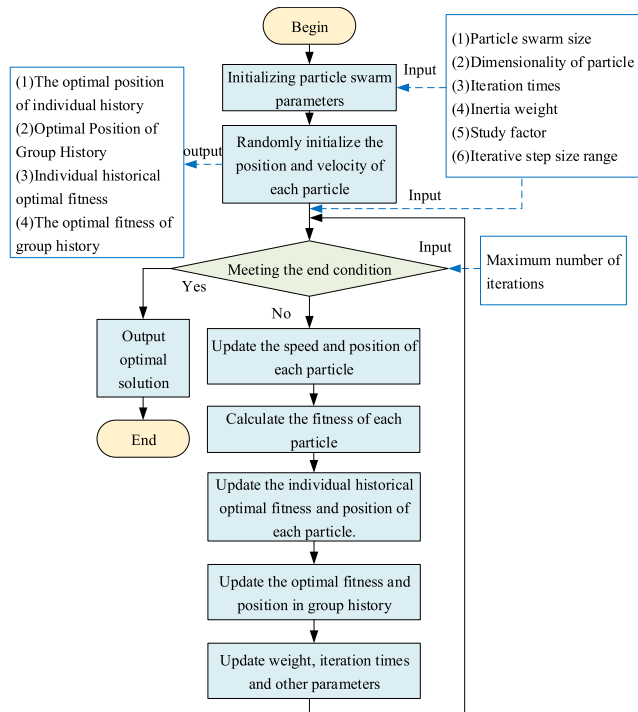 Begin
(1)Particle swarm size
(2)Dimensionality of particle
(3)Iteration times
(4)Inertia weight
(5)Study factor
(6)Iterative step size range
Input
Initializing particle swarm
parameters
(1)The optimal position
of individual history
(2)Optimal Position of
Group History
(3)Individual historical
optimal fitness
(4)The optimal fitness of
group history
output
Randomly initialize the
position and velocity of
each particle
Input
Input
Meeting the end condition
Maximum number of
iterations
Yes
No
Output
optimal
solution
End
Update the speed and position of
each particle
Calculate the fitness of each
particle
Update the individual historical
optimal fitness and position of
each particle.
Update the optimal fitness and
position in group history
Update weight, iteration times
and other parameters